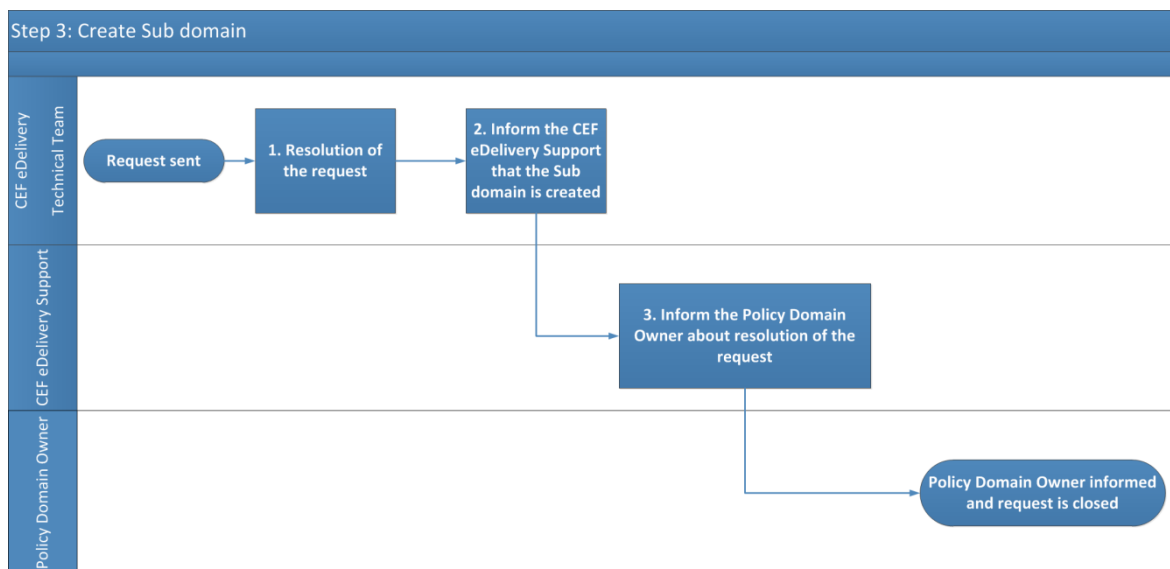 Step 3: Create Sub domain
CEF eDelivery
Technical Team
Request sent
1. Resolution of
the request
2. Inform the CEF
eDelivery Support
that the Sub
domain is created
CEF eDelivery Support
3. Inform the Policy Domain
Owner about resolution of the
request
Policy Domain Owner
Policy Domain Owner informed
and request is closed